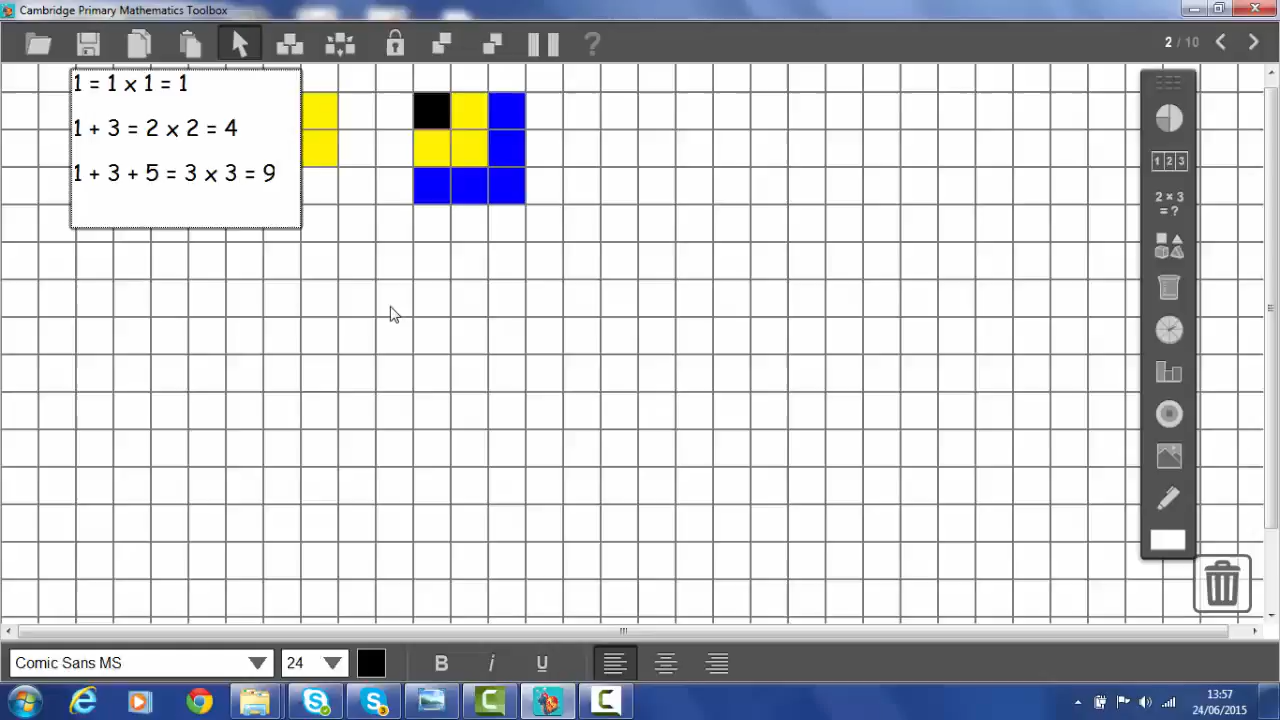 Cambridge Primary Mathematics Toolbox
2 / 10
1 = 1 x 1 = 1
1 + 3 = 2 x 2 = 4
1 + 3 + 5 = 3 x 3 = 9
1 2 3
2 × 3
= ?
Comic Sans MS
24
B i U
13:57
24/06/2015